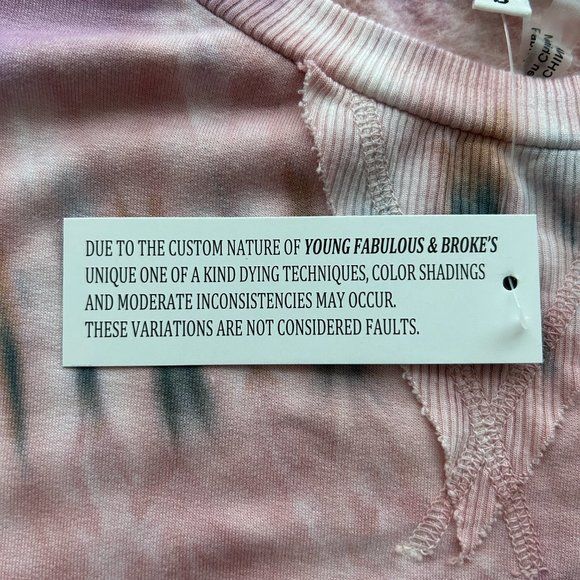 DUE TO THE CUSTOM NATURE OF YOUNG FABULOUS & BROKE'S
UNIQUE ONE OF A KIND DYING TECHNIQUES, COLOR SHADINGS
AND MODERATE INCONSISTENCIES MAY OCCUR.
THESE VARIATIONS ARE NOT CONSIDERED FAULTS.